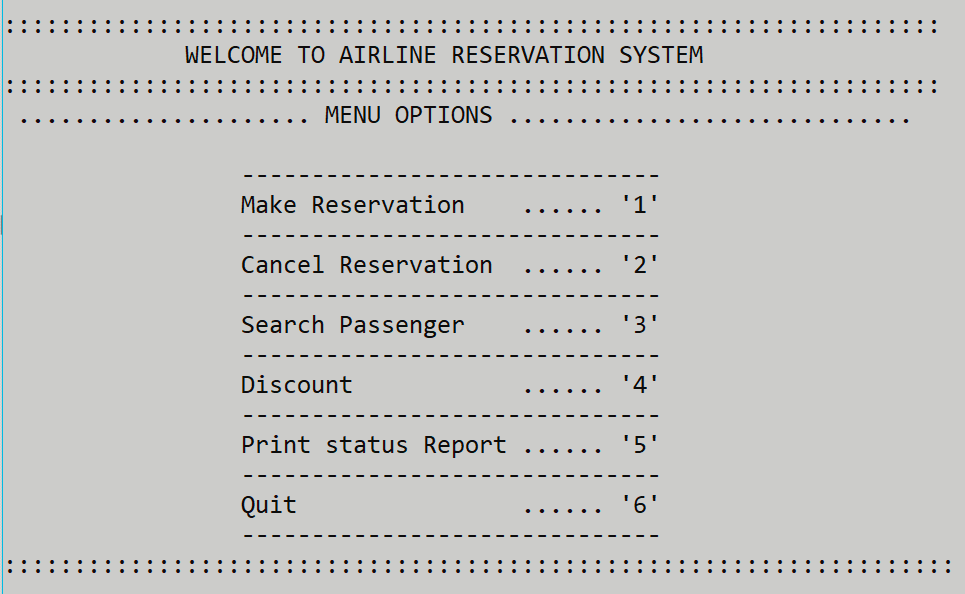 :::::::::::::::::::::::::::::::::::::::::::::::::::::::::::::::::::
WELCOME TO AIRLINE RESERVATION SYSTEM
:::::::::::::::::::::::::::::::::::::::::::::::::::::::::::::::::::
..................... MENU OPTIONS .............................
------------------------------
Make Reservation    ...... '1'
------------------------------
Cancel Reservation  ...... '2'
------------------------------
Search Passenger    ...... '3'
------------------------------
Discount            ...... '4'
------------------------------
Print status Report ...... '5'
------------------------------
Quit                ...... '6'
------------------------------
::::::::::::::::::::::::::::::::::::::::::::::::::::::::::::::::::::